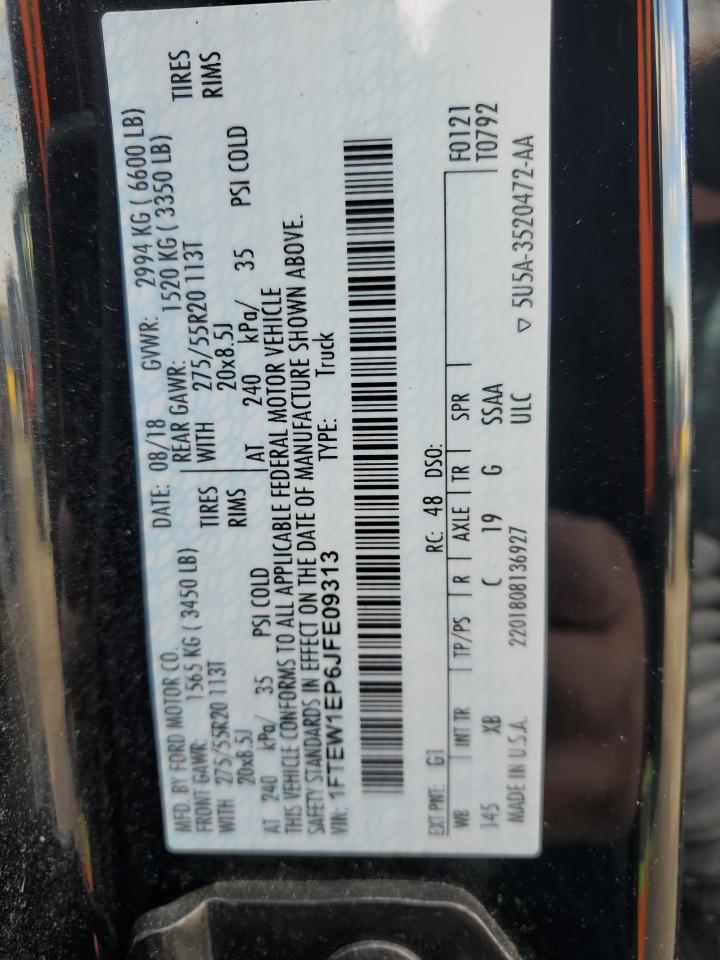 MFD. BY FORD MOTOR CO. DATE: 08/18 GVWR: 2994 KG ( 6600 LB)
FRONT GAWR: 1565 KG ( 3450 LB) REAR GAWR: 1520 KG ( 3350 LB)
WITH 275/55R20 113T TIRES WITH 275/55R20 113T TIRES
20x8.5J RIMS 20x8.5J RIMS
AT 240 kPa/ 35 PSI COLD AT 240 kPa/ 35 PSI COLD
THIS VEHICLE CONFORMS TO ALL APPLICABLE FEDERAL MOTOR VEHICLE
SAFETY STANDARDS IN EFFECT ON THE DATE OF MANUFACTURE SHOWN ABOVE.
VIN: 1FTEW1EP6JFE09313 TYPE: Truck
EXT PNT: G1 RC: 48 DSO: F0121
WB INT TR TP/PS R AXLE TR SPR T0792
145 XB C 19 G SSAA
MADE IN U.S.A. 2201808136927 ULC ▽ 5U5A-3520472-AA